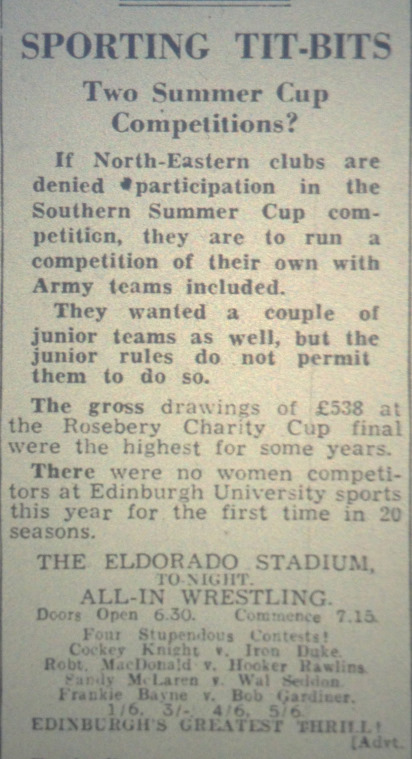 SPORTING TIT-BITS
Two Summer Cup
Competitions?
If North-Eastern clubs are
denied participation in the
Southern Summer Cup com-
petition, they are to run a
competition of their own with
Army teams included.
They wanted a couple of
junior teams as well, but the
junior rules do not permit
them to do so.
The gross drawings of £538 at
the Rosebery Charity Cup final
were the highest for some years.
There were no women competi-
tors at Edinburgh University sports
this year for the first time in 20
seasons.
THE ELDORADO STADIUM,
TO-NIGHT.
ALL-IN WRESTLING.
Doors Open 6.30. Commence 7.15.
Four Stupendous Contests!
Cockey Knight v. Iron Duke.
Robt. MacDonald v. Hooker Rawlins.
Sandy McLaren v. Wal Seddon.
Frankie Bayne v. Bob Gardiner.
1/6, 3/-, 4/6, 5/6.
EDINBURGH'S GREATEST THRILL!
[Advt.